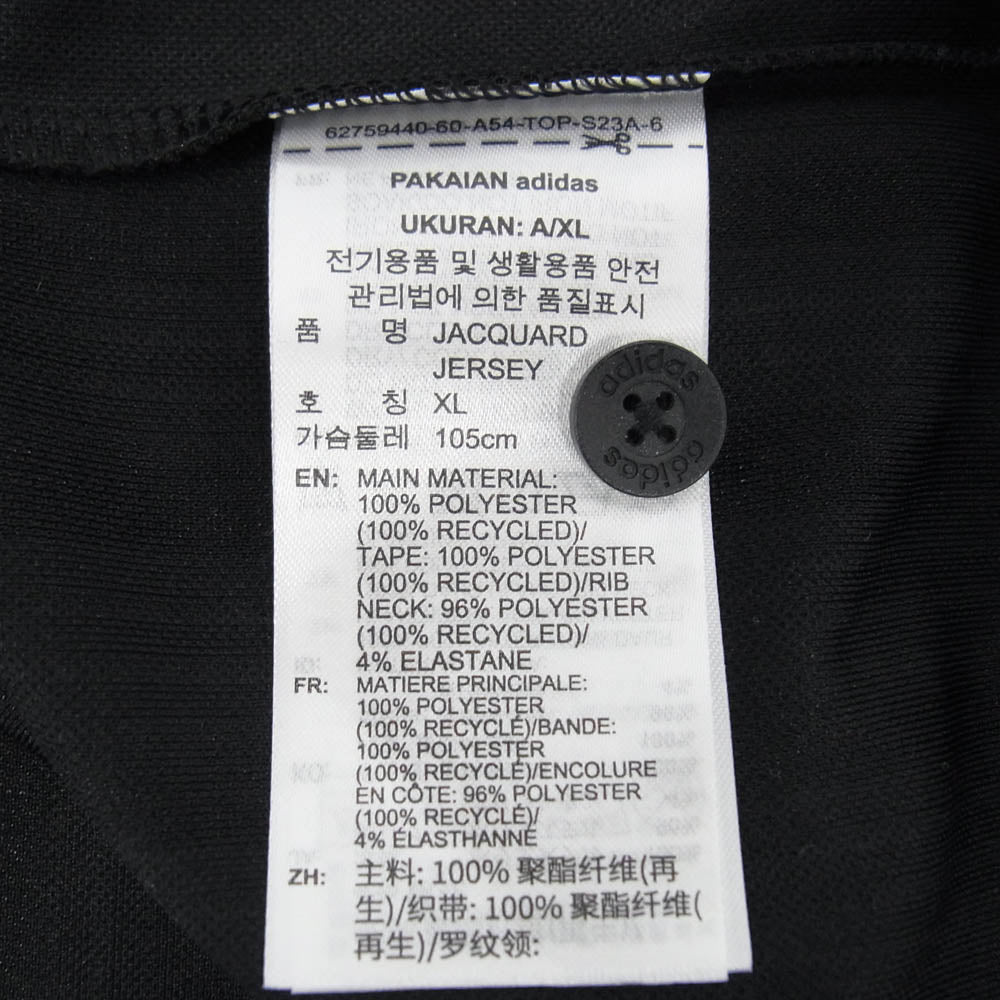 62759440-60-A54-TOP-S23A-6
PAKAIAN adidas
UKURAN: A/XL
전기용품 및 생활용품 안전
관리법에 의한 품질표시
품 명 JACQUARD
JERSEY
호 칭 XL
가슴둘레 105cm
adidas
adidas
EN: MAIN MATERIAL:
100% POLYESTER
(100% RECYCLED)/
TAPE: 100% POLYESTER
(100% RECYCLED)/RIB
NECK: 96% POLYESTER
(100% RECYCLED)/
4% ELASTANE
FR: MATIERE PRINCIPALE:
100% POLYESTER
(100% RECYCLÉ)/BANDE:
100% POLYESTER
(100% RECYCLÉ)/ENCOLURE
EN CÔTE: 96% POLYESTER
(100% RECYCLÉ)/
4% ÉLASTHANNE
ZH: 主料: 100% 聚酯纤维(再
生)/织带: 100% 聚酯纤维(
再生)/罗纹领: